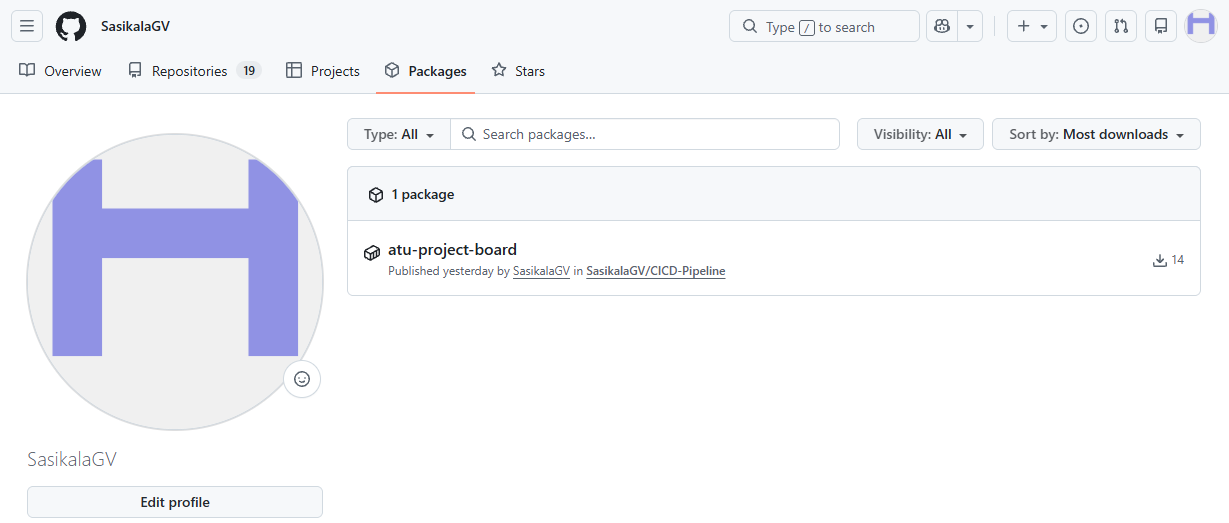 SasikalaGV
Type / to search
Overview Repositories 19 Projects Packages Stars
Type: All Search packages... Visibility: All Sort by: Most downloads
1 package
atu-project-board
Published yesterday by SasikalaGV in SasikalaGV/CICD-Pipeline
14
SasikalaGV
Edit profile